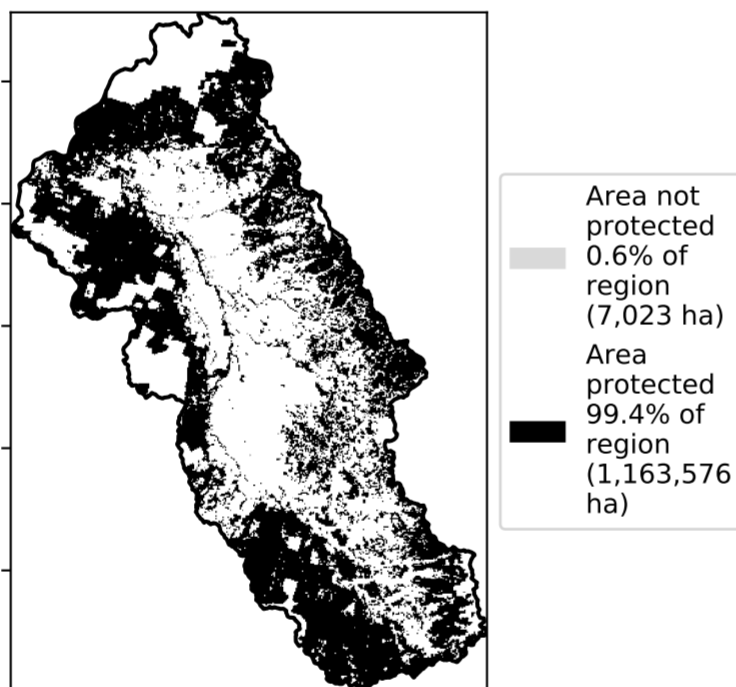 Area not
protected
0.6% of
region
(7,023 ha)
Area
protected
99.4% of
region
(1,163,576
ha)